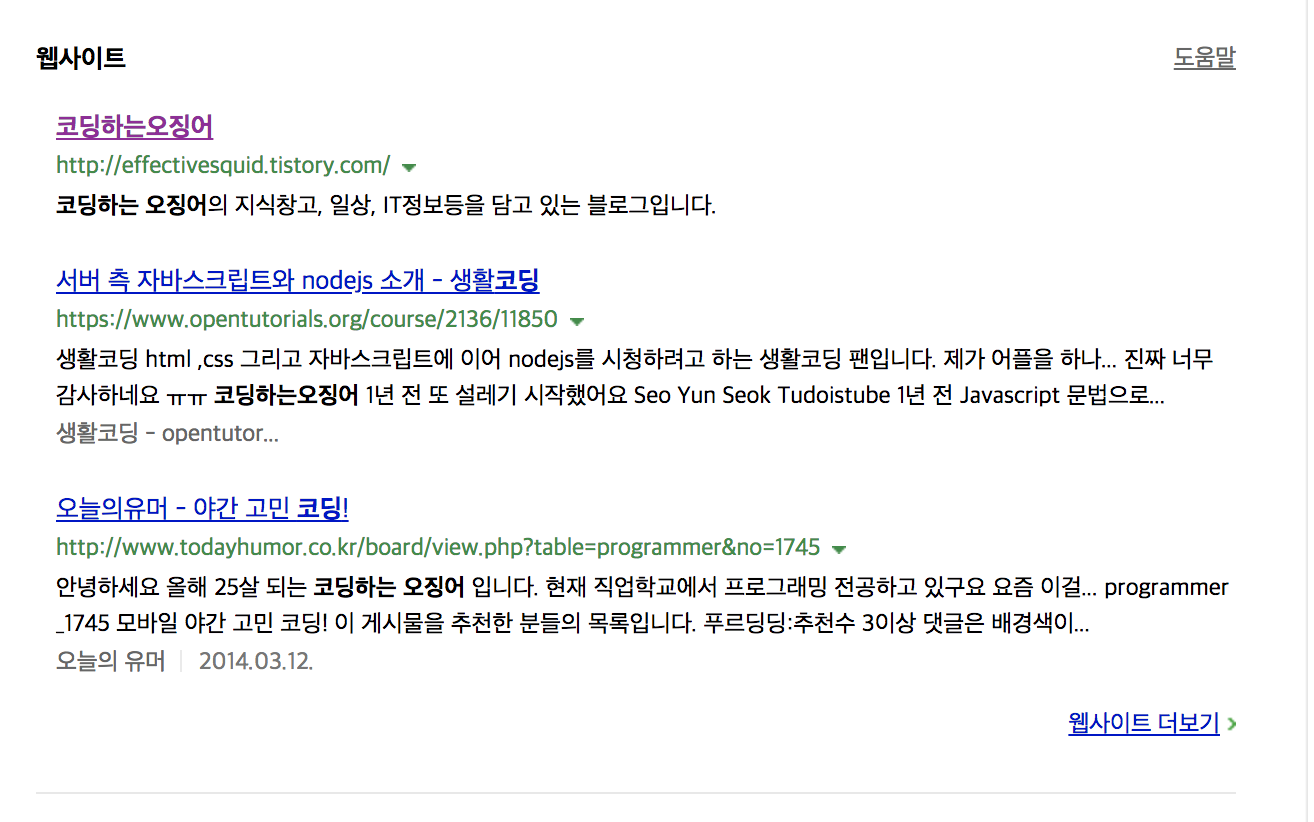 웹사이트
도움말
코딩하는오징어
http://effectivesquid.tistory.com/
코딩하는 오징어의 지식창고, 일상, IT정보등을 담고 있는 블로그입니다.
서버 측 자바스크립트와 nodejs 소개 - 생활코딩
https://www.opentutorials.org/course/2136/11850
생활코딩 html ,css 그리고 자바스크립트에 이어 nodejs를 시청하려고 하는 생활코딩 팬입니다. 제가 어플을 하나... 진짜 너무
감사하네요 ㅠㅠ 코딩하는오징어 1년 전 또 설레기 시작했어요 Seo Yun Seok Tudoistube 1년 전 Javascript 문법으로...
생활코딩 - opentutor...
오늘의유머 - 야간 고민 코딩!
http://www.todayhumor.co.kr/board/view.php?table=programmer&no=1745
안녕하세요 올해 25살 되는 코딩하는 오징어 입니다. 현재 직업학교에서 프로그래밍 전공하고 있구요 요즘 이걸... programmer
_1745 모바일 야간 고민 코딩! 이 게시물을 추천한 분들의 목록입니다. 푸르딩딩:추천수 3이상 댓글은 배경색이...
오늘의 유머 | 2014.03.12.
웹사이트 더보기 >